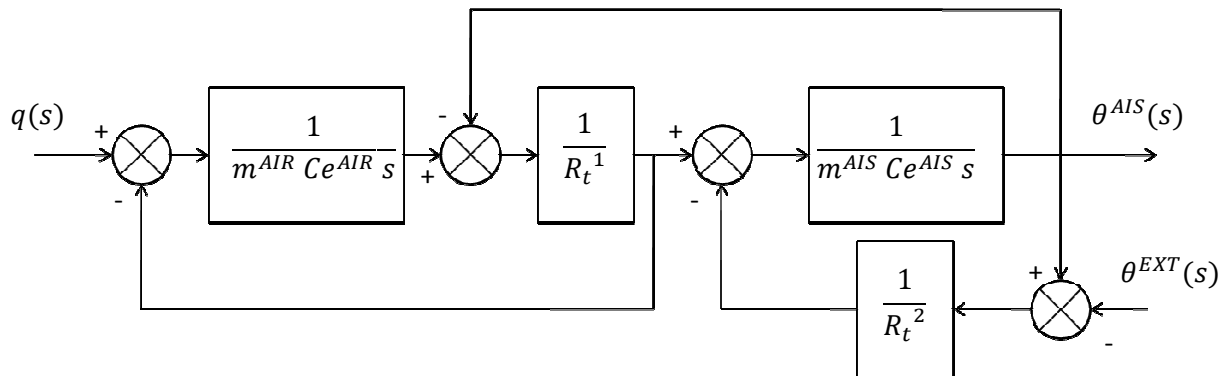 q(s)
+
-
1
m^AIR Ce^AIR s
-
+
1
R_t^1
+
-
1
m^AIS Ce^AIS s
θ^AIS(s)
1
R_t^2
+
-
θ^EXT(s)